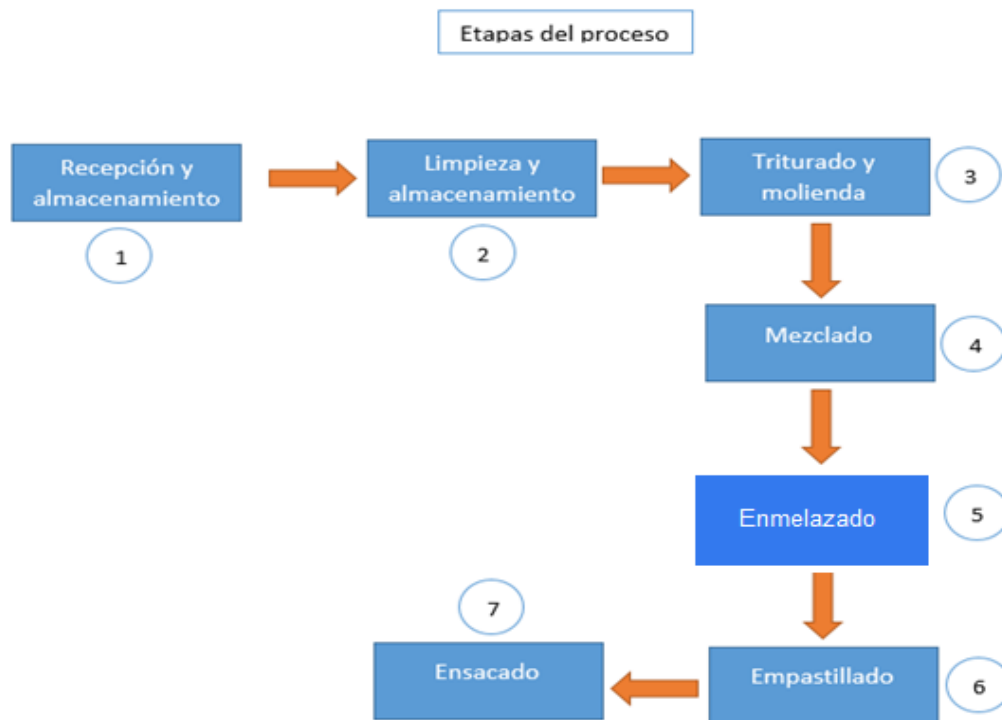 Etapas del proceso
Recepción y
almacenamiento
1
Limpieza y
almacenamiento
2
Triturado y
molienda
3
Mezclado
4
Enmelazado
5
Empastillado
6
7
Ensacado